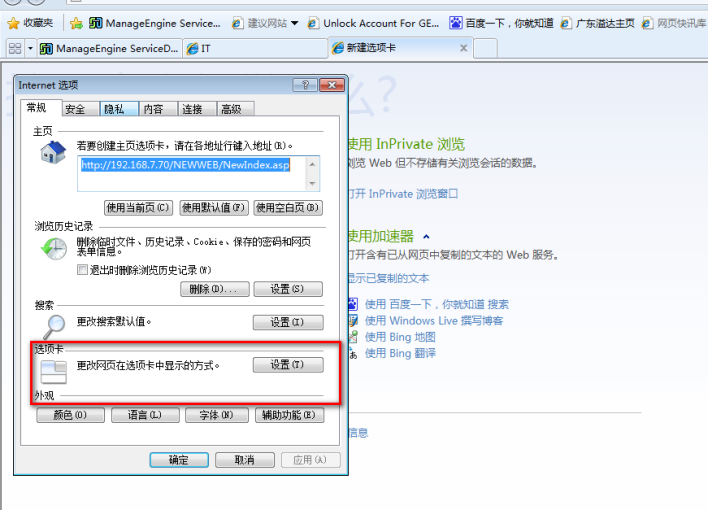 收藏夹 ManageEngine Service... 建议网站 Unlock Account For GE... 百度一下，你就知道 广东溢达主页 网页快讯库
ManageEngine ServiceD... IT 新建选项卡 x
么？
Internet 选项
常规 安全 隐私 内容 连接 高级
主页
若要创建主页选项卡，请在各地址行键入地址(R)。
http://192.168.7.70/NEWWEB/NewIndex.asp
使用当前页(C) 使用默认值(F) 使用空白页(B)
浏览历史记录
删除临时文件、历史记录、Cookie、保存的密码和网页
表单信息。
退出时删除浏览历史记录(W)
删除(D)... 设置(S)
搜索
更改搜索默认值。 设置(I)
选项卡
更改网页在选项卡中显示的方式。 设置(T)
外观
颜色(O) 语言(L) 字体(N) 辅助功能(E)
确定 取消 应用(A)
使用 InPrivate 浏览
浏览 Web 但不存储有关浏览会话的数据。
打开 InPrivate 浏览窗口
使用加速器
打开含有已从网页中复制的文本的 Web 服务。
显示已复制的文本
使用 百度一下，你就知道 搜索
使用 Windows Live 撰写博客
使用 Bing 地图
使用 Bing 翻译
信息